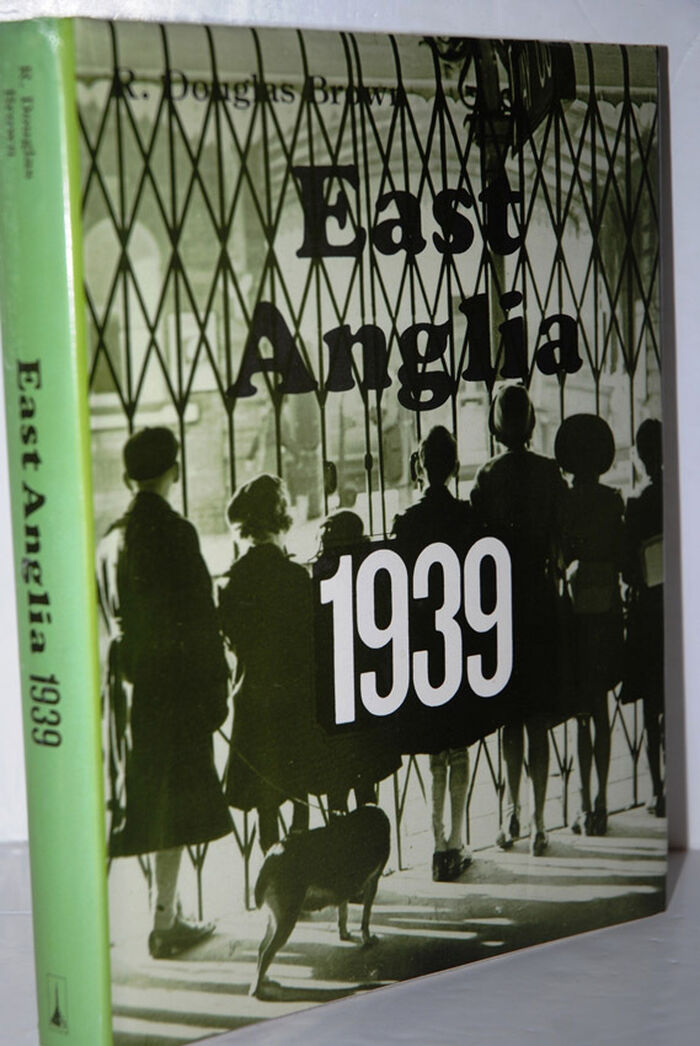 R. Douglas Brown
East
Anglia
1939
R. Douglas
Brown
East Anglia 1939